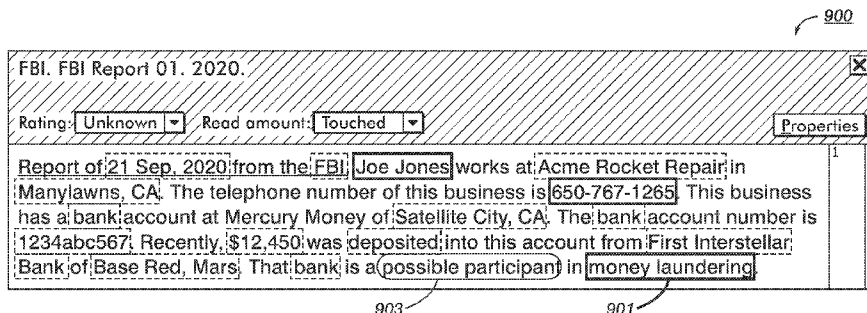 900
FBI. FBI Report 01. 2020.
Rating: Unknown Read amount: Touched Properties
Report of 21 Sep, 2020 from the FBI. Joe Jones works at Acme Rocket Repair in 1
Manylawns, CA. The telephone number of this business is 650-767-1265. This business
has a bank account at Mercury Money of Satellite City, CA. The bank account number is
1234abc567. Recently, $12,450 was deposited into this account from First Interstellar
Bank of Base Red, Mars. That bank is a possible participant in money laundering.
903 901